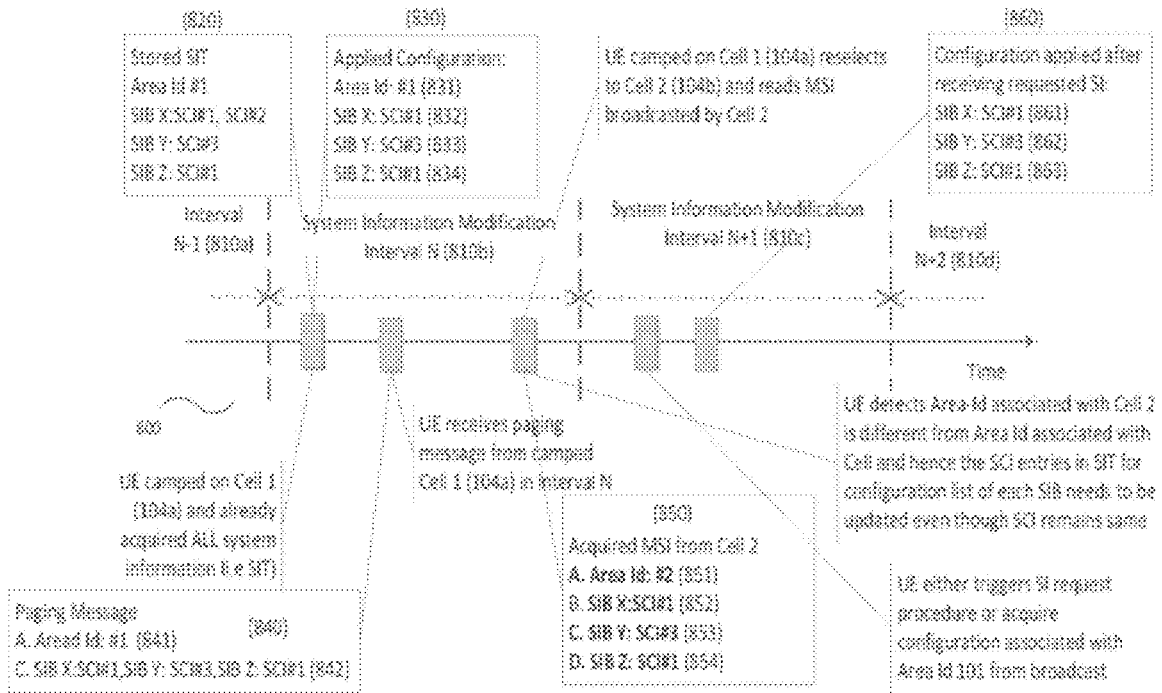 (820)
Stored SIT
Area Id #1
SIB X:SCI#1, SCI#2
SIB Y: SCI#3
SIB Z: SCI#1
(830)
Applied Configuration:
Area Id: #1 (831)
SIB X: SCI#1 (832)
SIB Y: SCI#3 (833)
SIB Z: SCI#1 (834)
UE camped on Cell 1 (104a) reselects
to Cell 2 (104b) and reads MSI
broadcasted by Cell 2
(860)
Configuration applied after
receiving requested SI:
SIB X: SCI#1 (861)
SIB Y: SCI#3 (862)
SIB Z: SCI#1 (863)
Interval
N-1 (810a)
System Information Modification
Interval N (810b)
System Information Modification
Interval N+1 (810c)
Interval
N+2 (810d)
Time
600
UE camped on Cell 1
(104a) and already
acquired ALL system
information (i.e SIT)
UE receives paging
message from camped
Cell 1 (104a) in interval N
UE detects Area-Id associated with Cell 2
is different from Area Id associated with
Cell and hence the SCI entries in SIT for
configuration list of each SIB needs to be
updated even though SCI remains same
Paging Message
(840)
A. Aread Id: #1 (841)
C. SIB X:SCI#1,SIB Y: SCI#3,SIB Z: SCI#1 (842)
(850)
Acquired MSI from Cell 2
A. Area Id: #2 (851)
B. SIB X:SCI#1 (852)
C. SIB Y: SCI#3 (853)
D. SIB Z: SCI#1 (854)
UE either triggers SI request
procedure or acquire
configuration associated with
Area Id 101 from broadcast